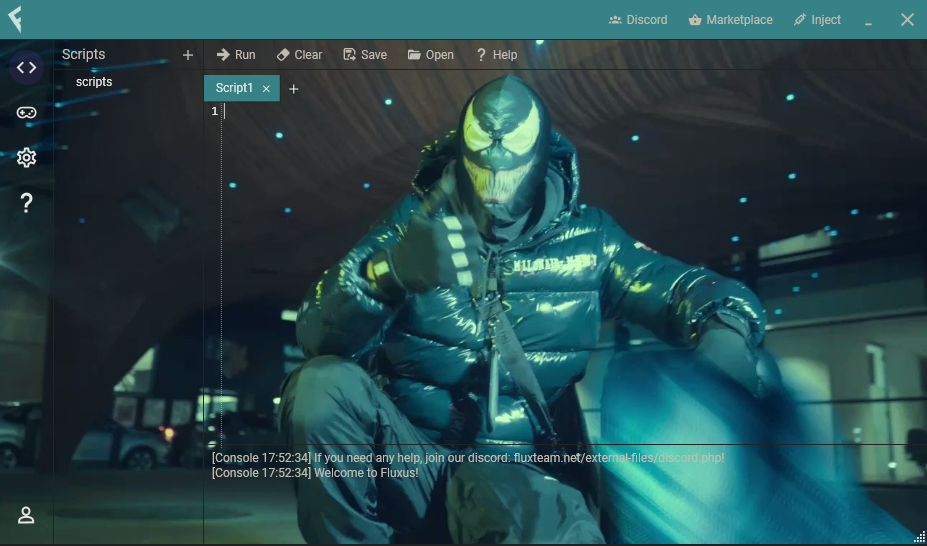 Discord Marketplace Inject
Scripts + Run Clear Save Open ? Help
scripts
Script1 × +
1
[Console 17:52:34] If you need any help, join our discord: fluxteam.net/external-files/discord.php!
[Console 17:52:34] Welcome to Fluxus!